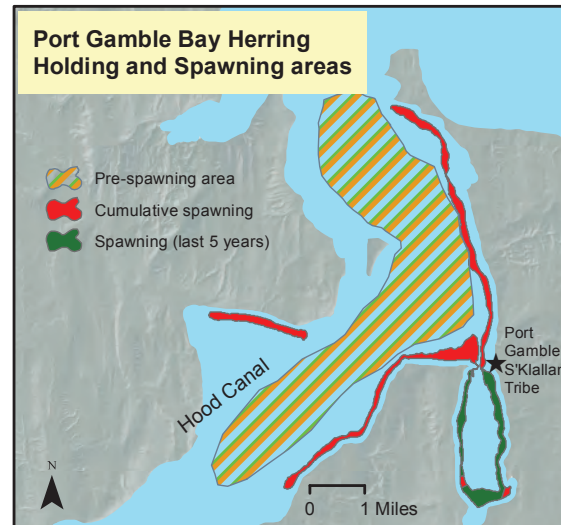 Port Gamble Bay Herring
Holding and Spawning areas
Pre-spawning area
Cumulative spawning
Spawning (last 5 years)
Hood Canal
Port
Gamble
S'Klallam
Tribe
N
0 1 Miles